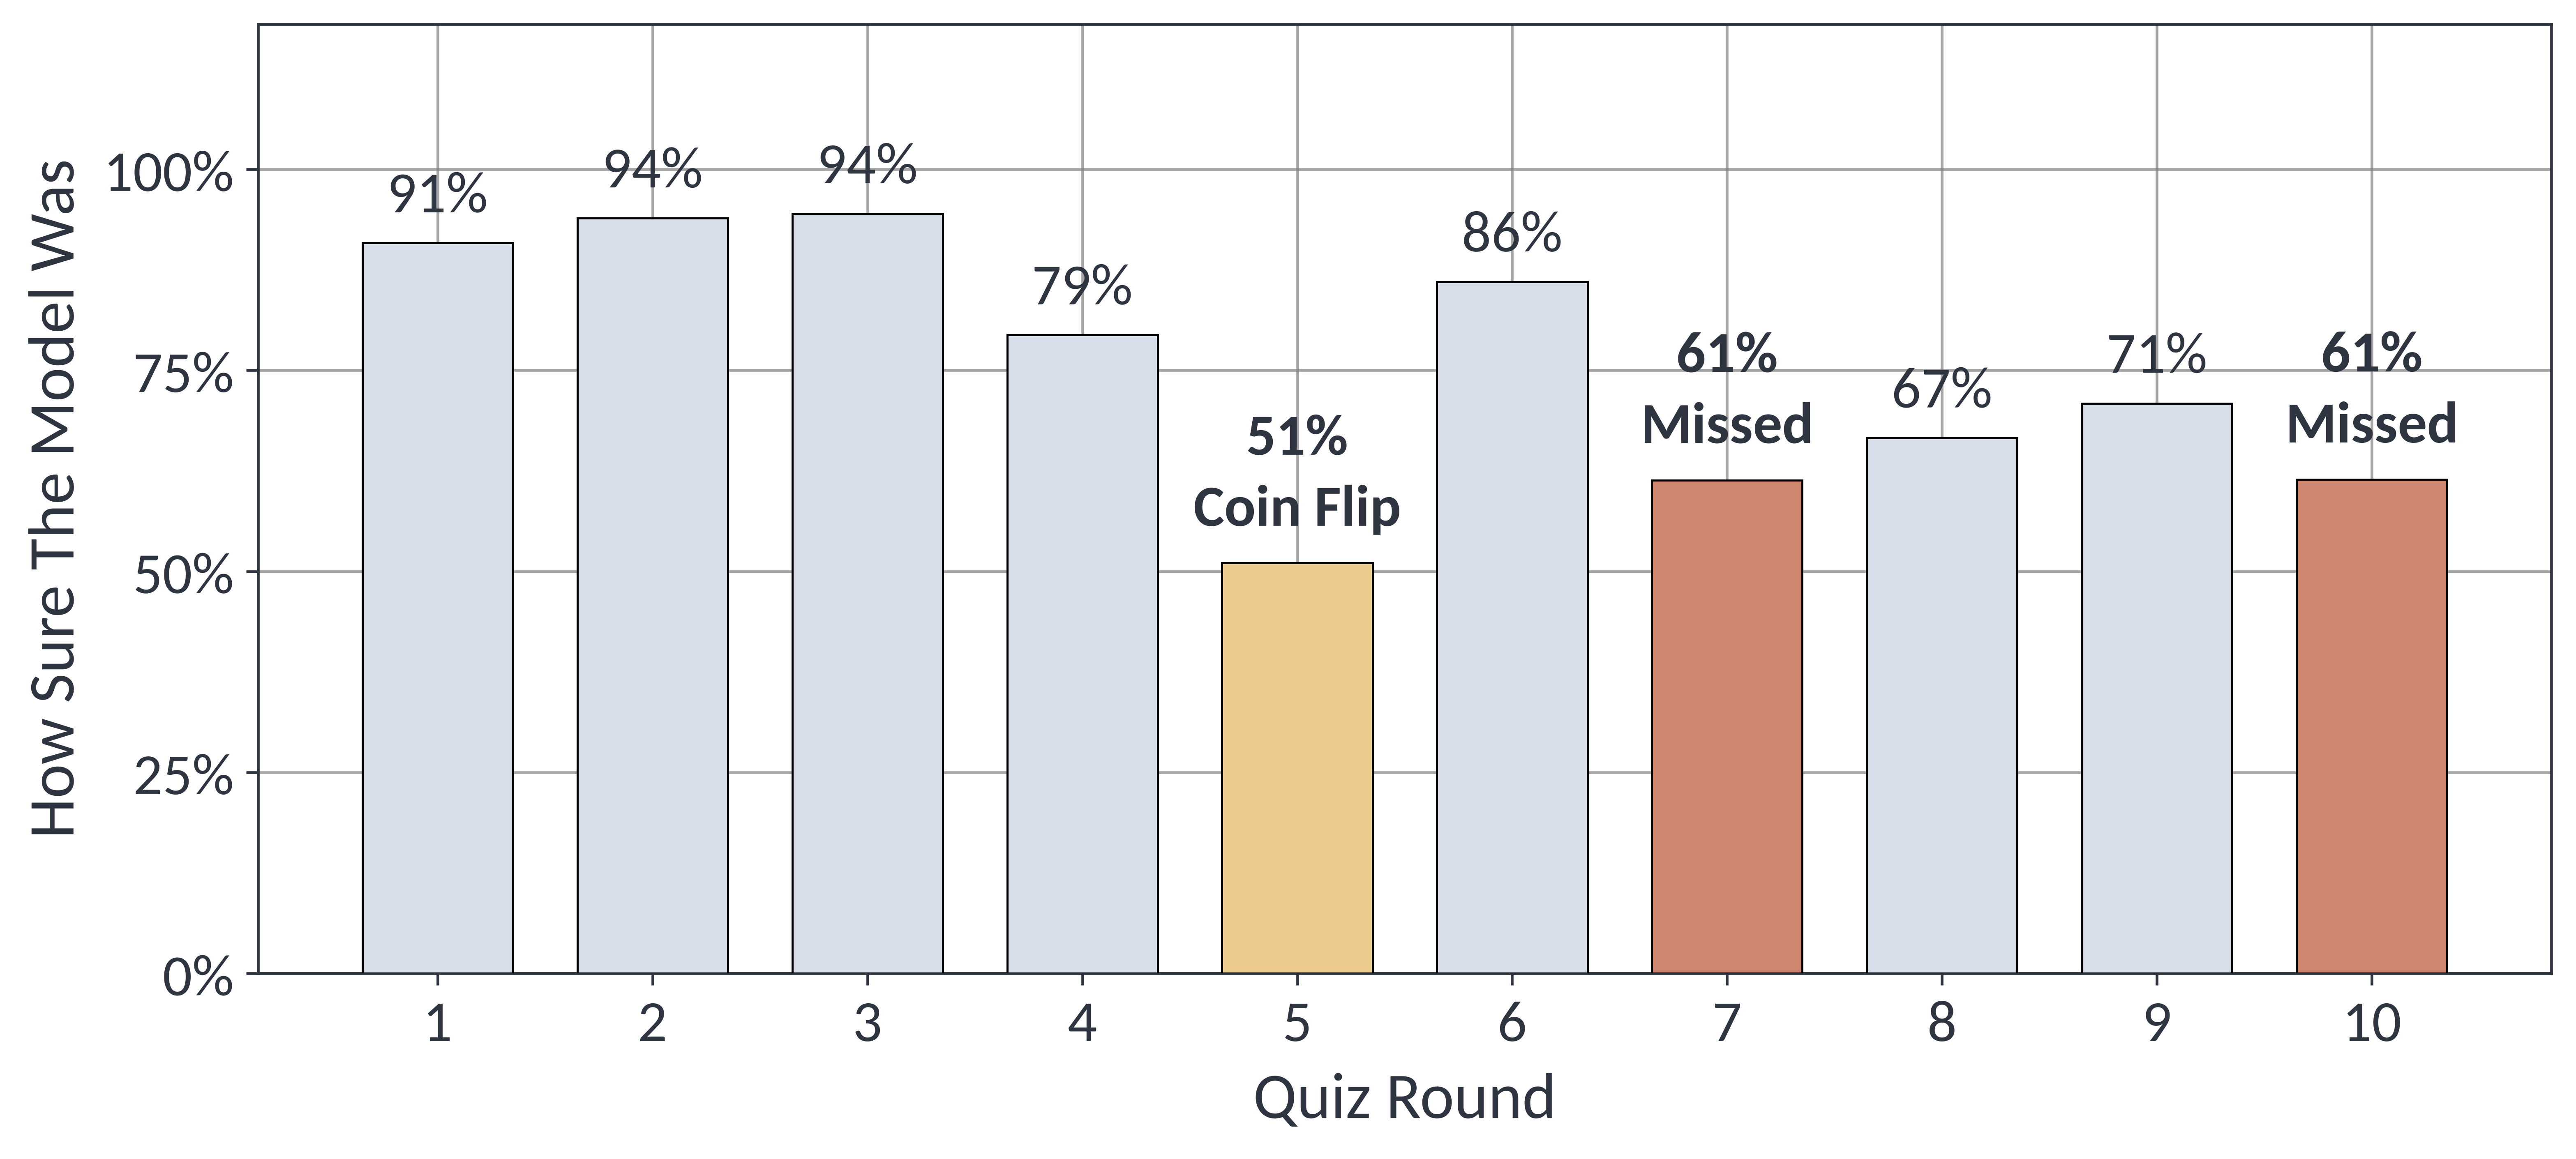 How Sure The Model Was
100%
75%
50%
25%
0%
91%
94%
94%
79%
51%
Coin Flip
86%
61%
Missed
67%
71%
61%
Missed
1 2 3 4 5 6 7 8 9 10
Quiz Round